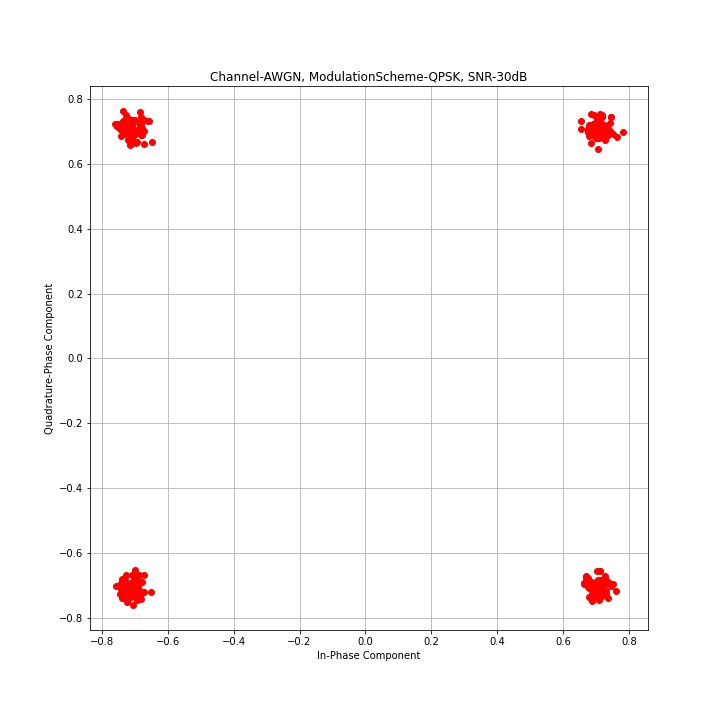 Channel-AWGN, ModulationScheme-QPSK, SNR-30dB
0.8
0.6
0.4
0.2
0.0
−0.2
−0.4
−0.6
−0.8
Quadrature-Phase Component
−0.8 −0.6 −0.4 −0.2 0.0 0.2 0.4 0.6 0.8
In-Phase Component